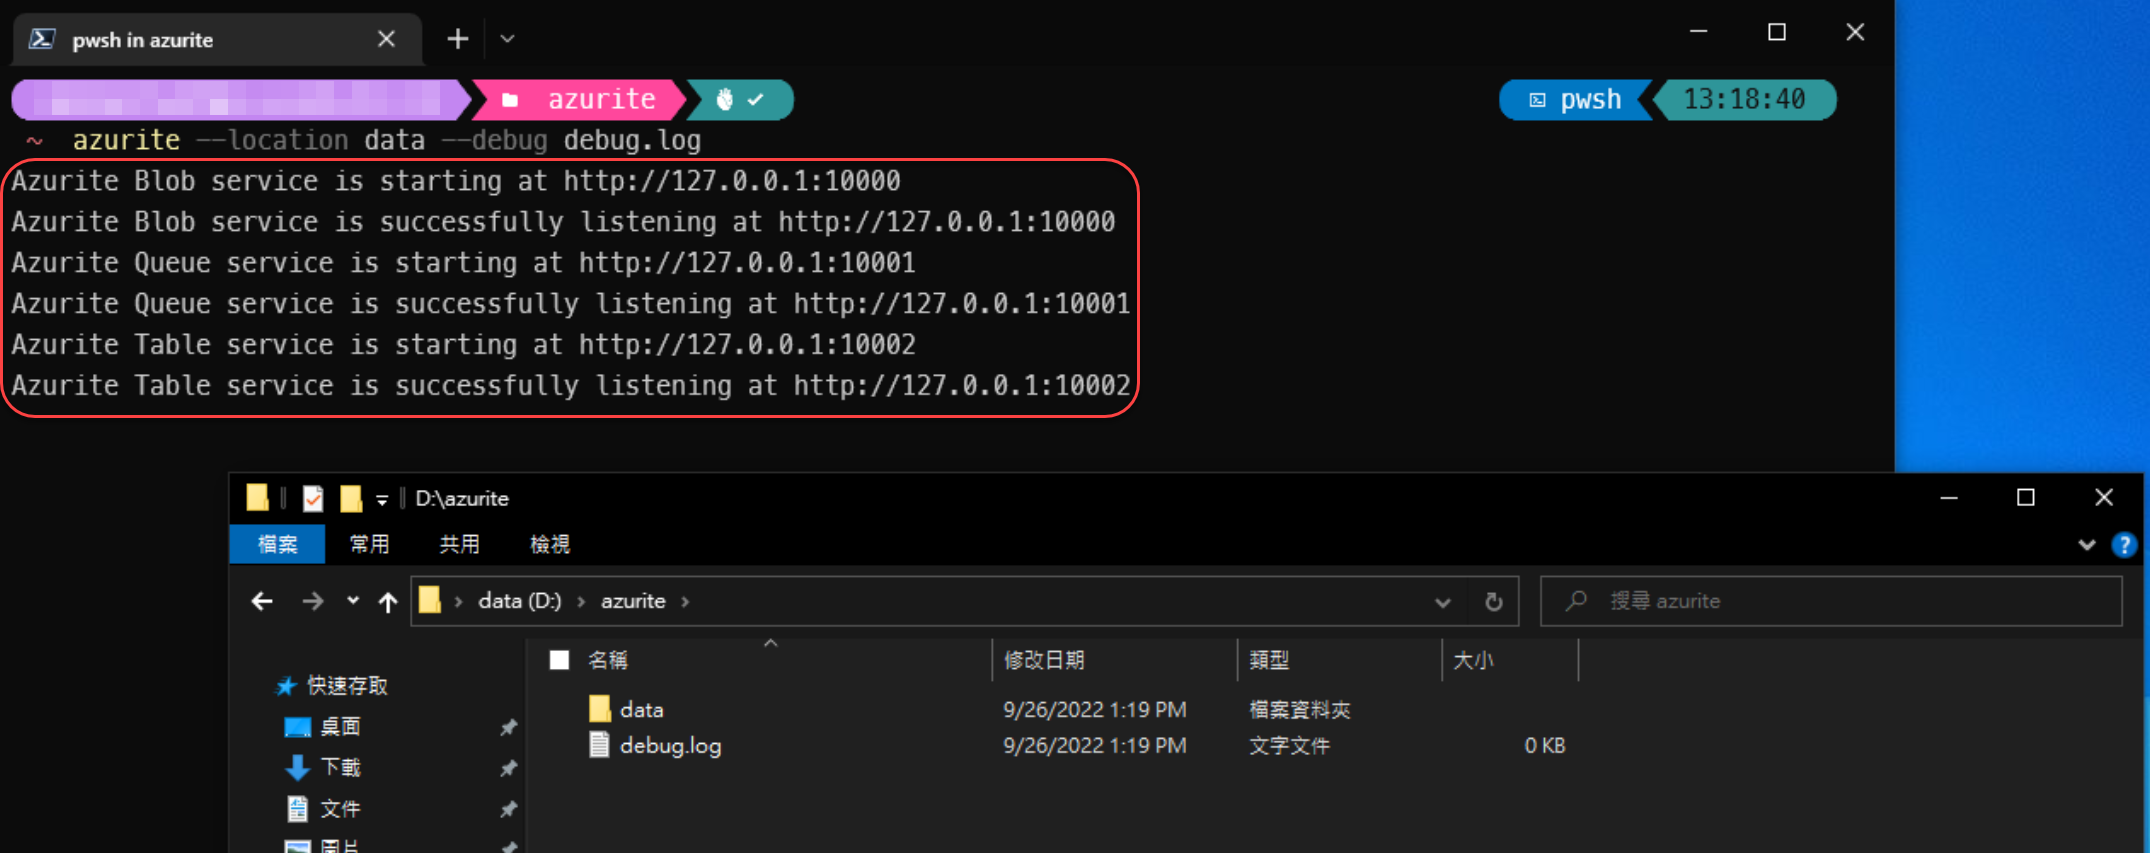 pwsh in azurite
azurite
pwsh 13:18:40
~ azurite --location data --debug debug.log
Azurite Blob service is starting at http://127.0.0.1:10000
Azurite Blob service is successfully listening at http://127.0.0.1:10000
Azurite Queue service is starting at http://127.0.0.1:10001
Azurite Queue service is successfully listening at http://127.0.0.1:10001
Azurite Table service is starting at http://127.0.0.1:10002
Azurite Table service is successfully listening at http://127.0.0.1:10002
D:\azurite
檔案 常用 共用 檢視
data (D:) azurite
搜尋 azurite
名稱 修改日期 類型 大小
快速存取
桌面
下載
文件
圖片
data 9/26/2022 1:19 PM 檔案資料夾
debug.log 9/26/2022 1:19 PM 文字文件 0 KB